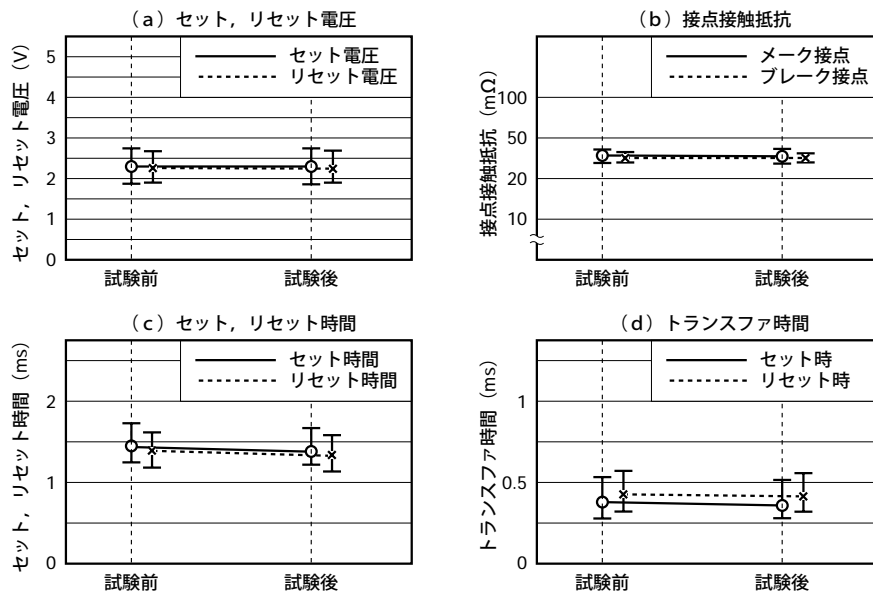 （a）セット，リセット電圧
セット，リセット電圧（V）
セット電圧
リセット電圧
5
4
3
2
1
0
試験前
試験後
（b）接点接触抵抗
接点接触抵抗（mΩ）
メーク接点
ブレーク接点
100
50
20
10
試験前
試験後
（c）セット，リセット時間
セット，リセット時間（ms）
セット時間
リセット時間
2
1
0
試験前
試験後
（d）トランスファ時間
トランスファ時間（ms）
セット時
リセット時
1
0.5
0
試験前
試験後